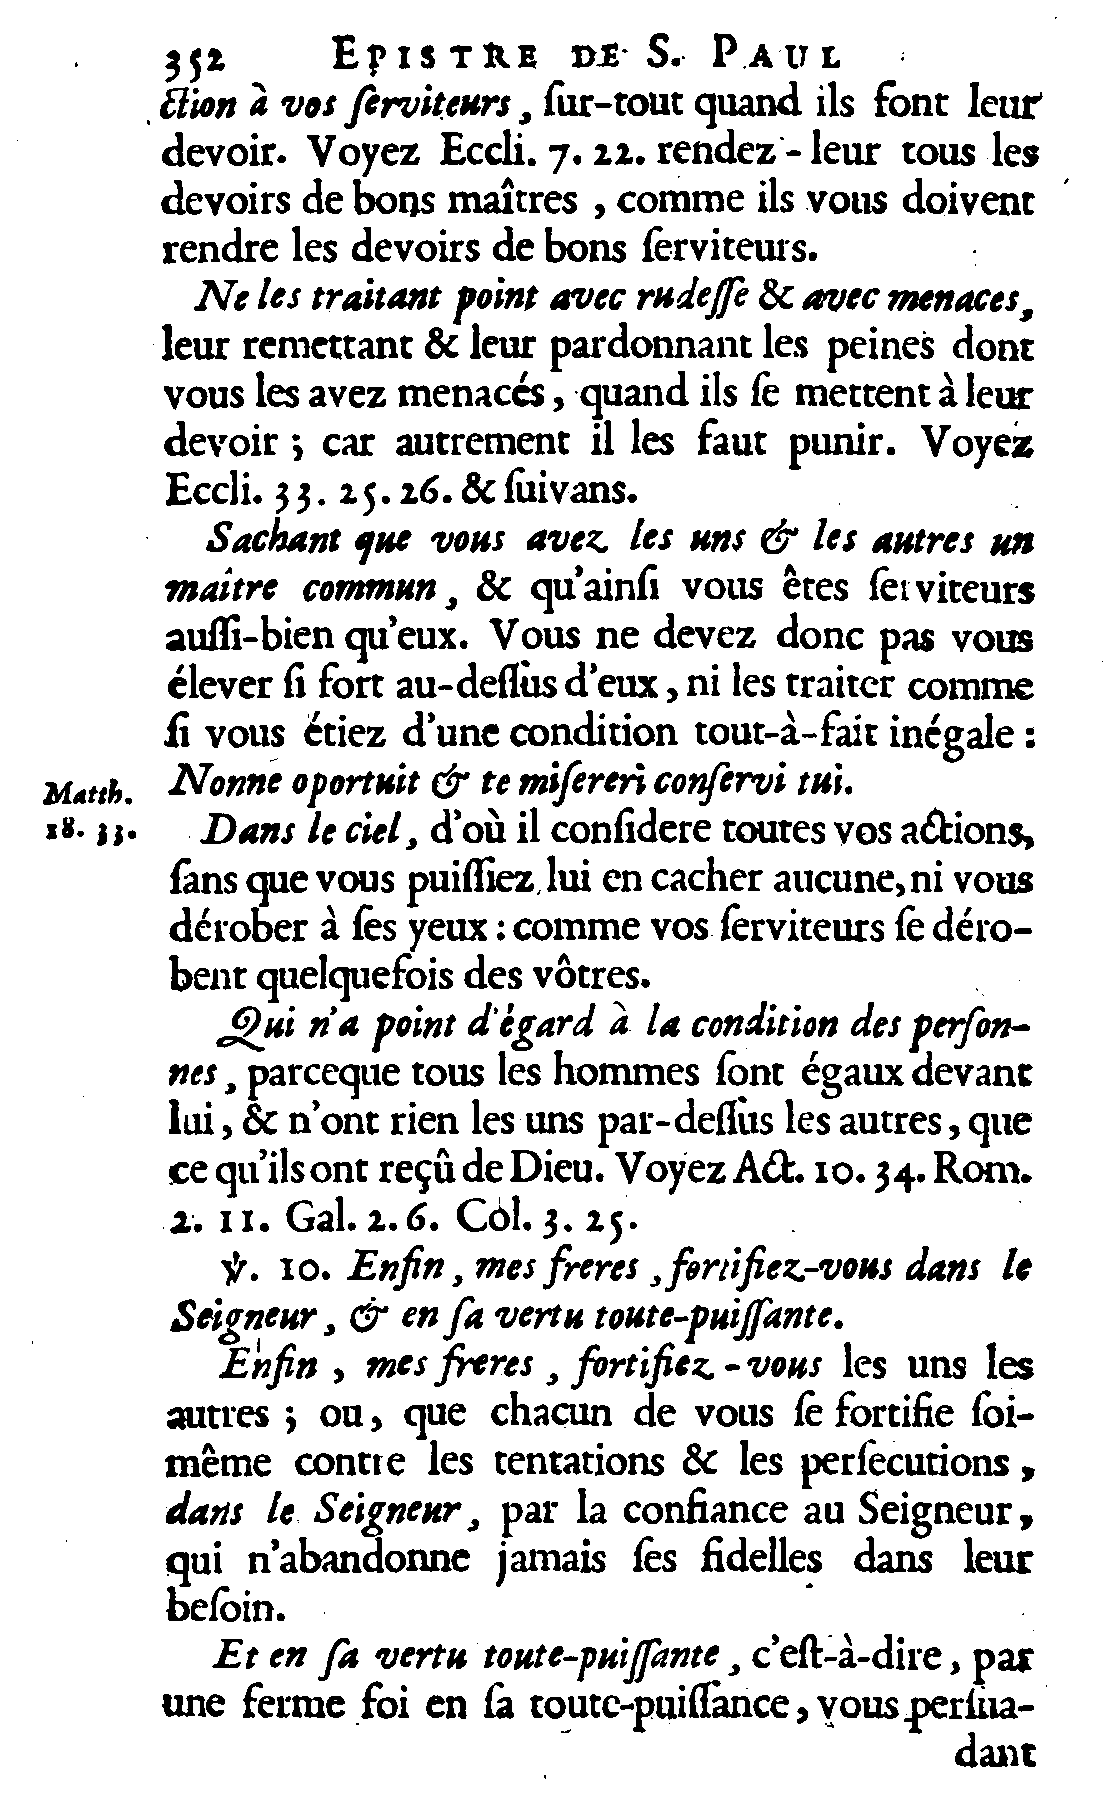 352 EPISTRE DE S. PAUL
ction à vos ſerviteurs, ſur-tout quand ils font leur
devoir. Voyez Eccli. 7. 22. rendez-leur tous les
devoirs de bons maîtres, comme ils vous doivent
rendre les devoirs de bons ſerviteurs.
Ne les traitant point avec rudeſſe & avec menaces,
leur remettant & leur pardonnant les peines dont
vous les avez menacés, quand ils ſe mettent à leur
devoir; car autrement il les faut punir. Voyez
Eccli. 33. 25. 26. & ſuivans.
Sachant que vous avez les uns & les autres un
maître commun, & qu'ainſi vous êtes ſerviteurs
auſſi-bien qu'eux. Vous ne devez donc pas vous
élever ſi fort au-deſſus d'eux, ni les traiter comme
ſi vous étiez d'une condition tout-à-fait inégale:
Matth. Nonne oportuit & te miſereri conſervi tui.
18. 33. Dans le ciel, d'où il conſidere toutes vos actions,
ſans que vous puiſſiez lui en cacher aucune, ni vous
dérober à ſes yeux: comme vos ſerviteurs ſe déro-
bent quelquefois des vôtres.
Qui n'a point d'égard à la condition des perſon-
nes, parceque tous les hommes ſont égaux devant
lui, & n'ont rien les uns par-deſſus les autres, que
ce qu'ils ont reçû de Dieu. Voyez Act. 10. 34. Rom.
2. 11. Gal. 2. 6. Col. 3. 25.
℣. 10. Enfin, mes freres, fortifiez-vous dans le
Seigneur, & en ſa vertu toute-puiſſante.
Enfin, mes freres, fortifiez-vous les uns les
autres; ou, que chacun de vous ſe fortifie ſoi-
même contre les tentations & les perſecutions,
dans le Seigneur, par la confiance au Seigneur,
qui n'abandonne jamais ſes fidelles dans leur
beſoin.
Et en ſa vertu toute-puiſſante, c'eſt-à-dire, par
une ferme foi en ſa toute-puiſſance, vous perſua-
dant